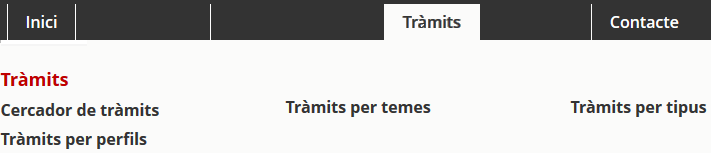 Inici Tràmits Contacte
Tràmits
Cercador de tràmits Tràmits per temes Tràmits per tipus
Tràmits per perfils